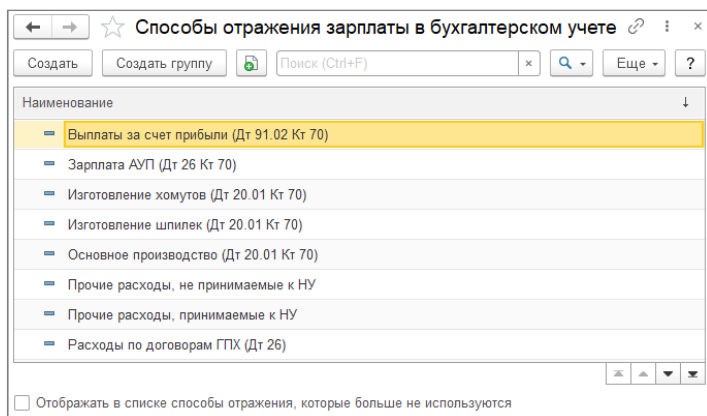 Способы отражения зарплаты в бухгалтерском учете
Создать Создать группу Поиск (Ctrl+F) × Еще ?
Наименование ↓
Выплаты за счет прибыли (Дт 91.02 Кт 70)
Зарплата АУП (Дт 26 Кт 70)
Изготовление хомутов (Дт 20.01 Кт 70)
Изготовление шпилек (Дт 20.01 Кт 70)
Основное производство (Дт 20.01 Кт 70)
Прочие расходы, не принимаемые к НУ
Прочие расходы, принимаемые к НУ
Расходы по договорам ГПХ (Дт 26)
Отображать в списке способы отражения, которые больше не используются